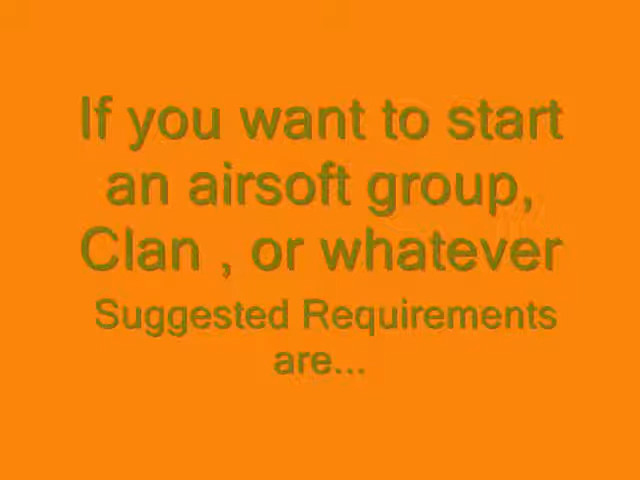 If you want to start
an airsoft group,
Clan , or whatever
Suggested Requirements
are...